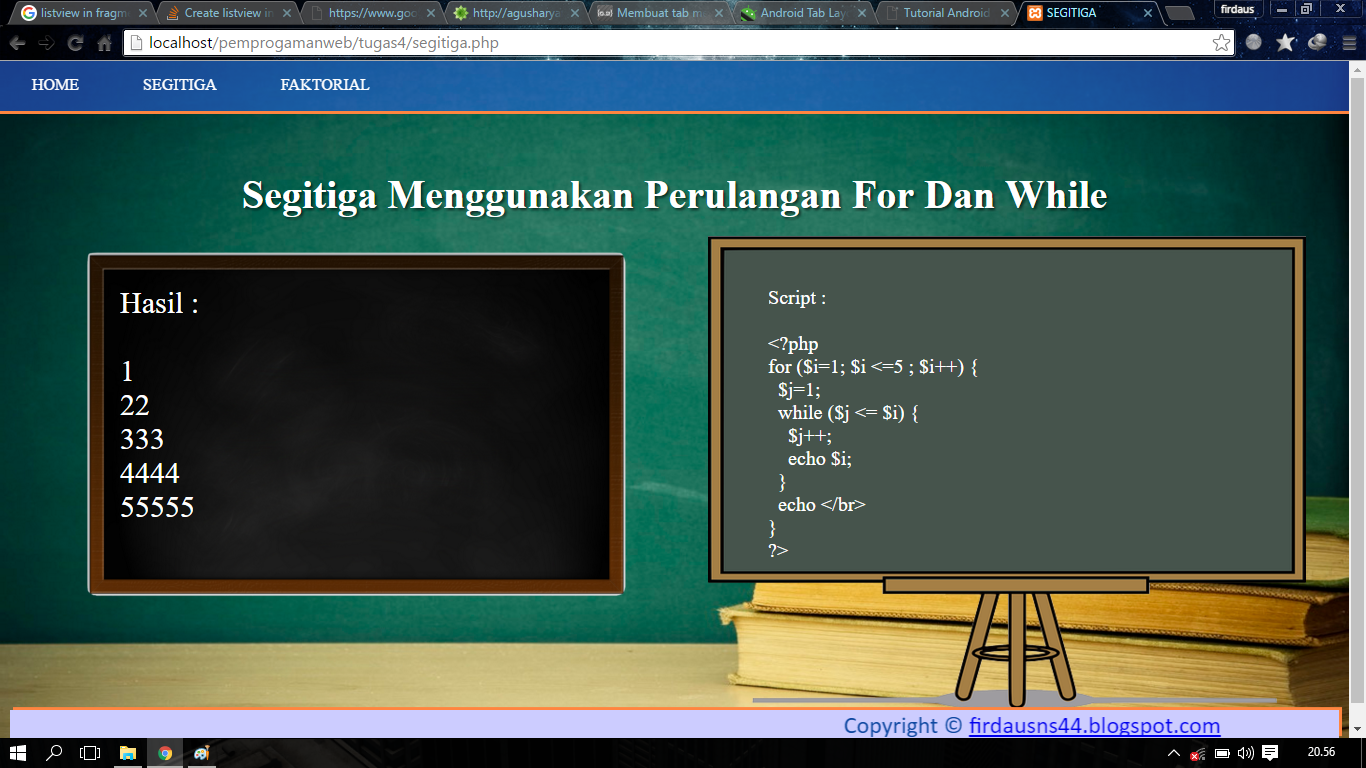 listview in fragm
Create listview in
https://www.goo
http://agusharya
Membuat tab m
Android Tab Lay
Tutorial Android
SEGITIGA
firdaus
localhost/pemprogamanweb/tugas4/segitiga.php
HOME
SEGITIGA
FAKTORIAL
Segitiga Menggunakan Perulangan For Dan While
Hasil :
1
22
333
4444
55555
Script :
<?php
for ($i=1; $i <=5 ; $i++) {
$j=1;
while ($j <= $i) {
$j++;
echo $i;
}
echo </br>
}
?>
Copyright © firdausns44.blogspot.com
20.56